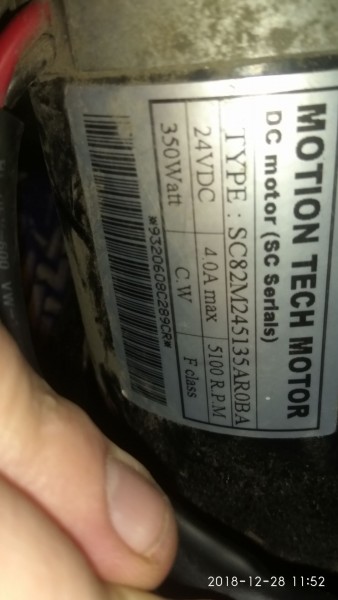 MOTION TECH MOTOR
DC motor (SC Serials)
TYPE : SC82M245135AR0BA
24VDC 40A max 5100 R.P.M
350Watt C.W F class
*9320608C289CR*
2018-12-28 11:52